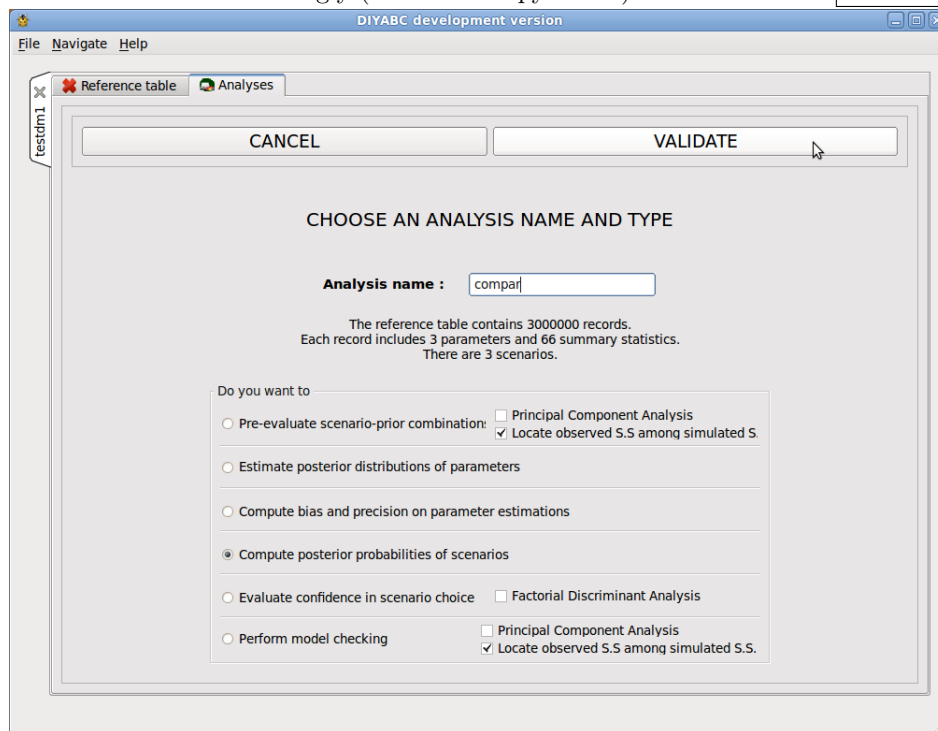 DIYABC development version
File Navigate Help
Reference table Analyses
testdm1
CANCEL VALIDATE
CHOOSE AN ANALYSIS NAME AND TYPE
Analysis name : compar
The reference table contains 3000000 records.
Each record includes 3 parameters and 66 summary statistics.
There are 3 scenarios.
Do you want to
Pre-evaluate scenario-prior combination
Principal Component Analysis
Locate observed S.S among simulated S.
Estimate posterior distributions of parameters
Compute bias and precision on parameter estimations
Compute posterior probabilities of scenarios
Evaluate confidence in scenario choice Factorial Discriminant Analysis
Perform model checking
Principal Component Analysis
Locate observed S.S among simulated S.S.